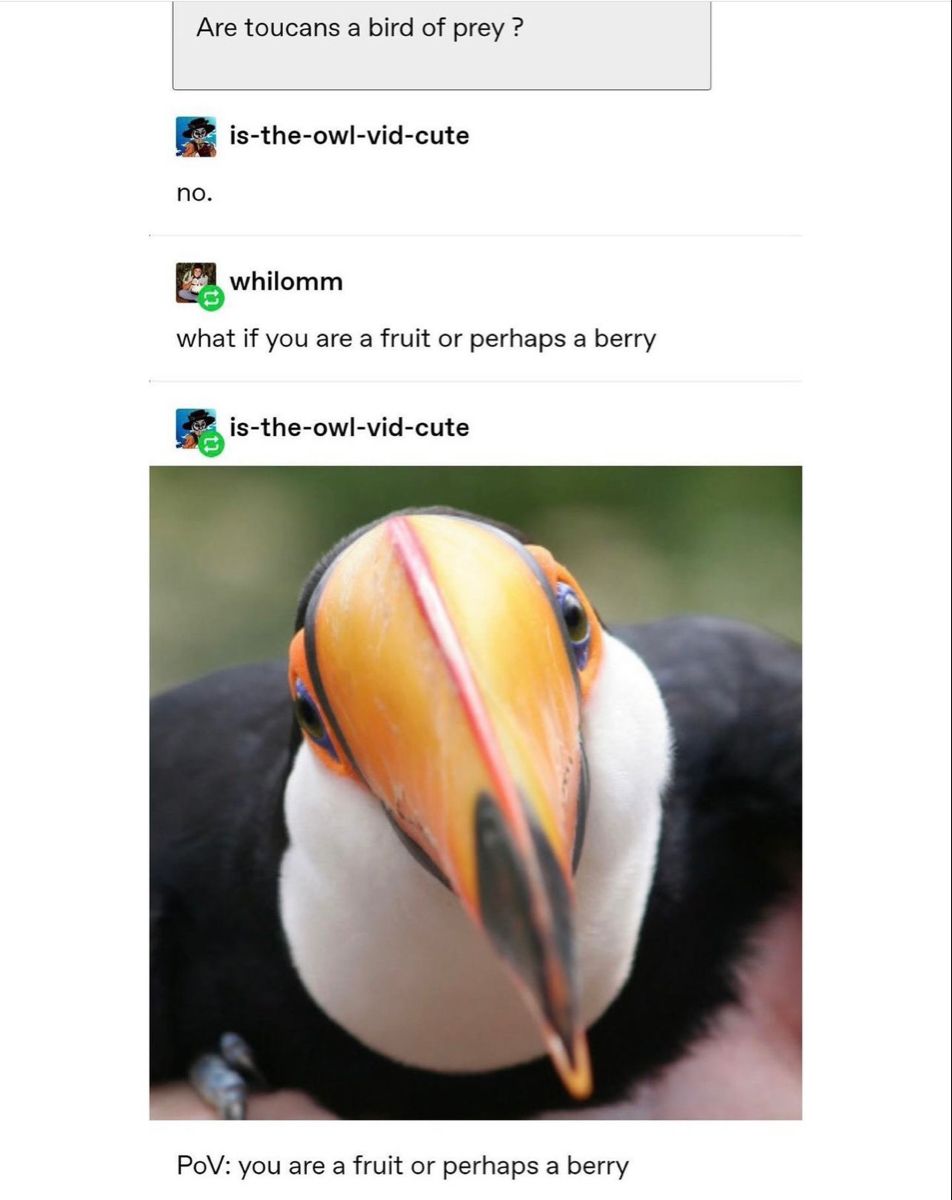 Are toucans a bird of prey ?
is-the-owl-vid-cute
no.
whilomm
what if you are a fruit or perhaps a berry
is-the-owl-vid-cute
PoV: you are a fruit or perhaps a berry